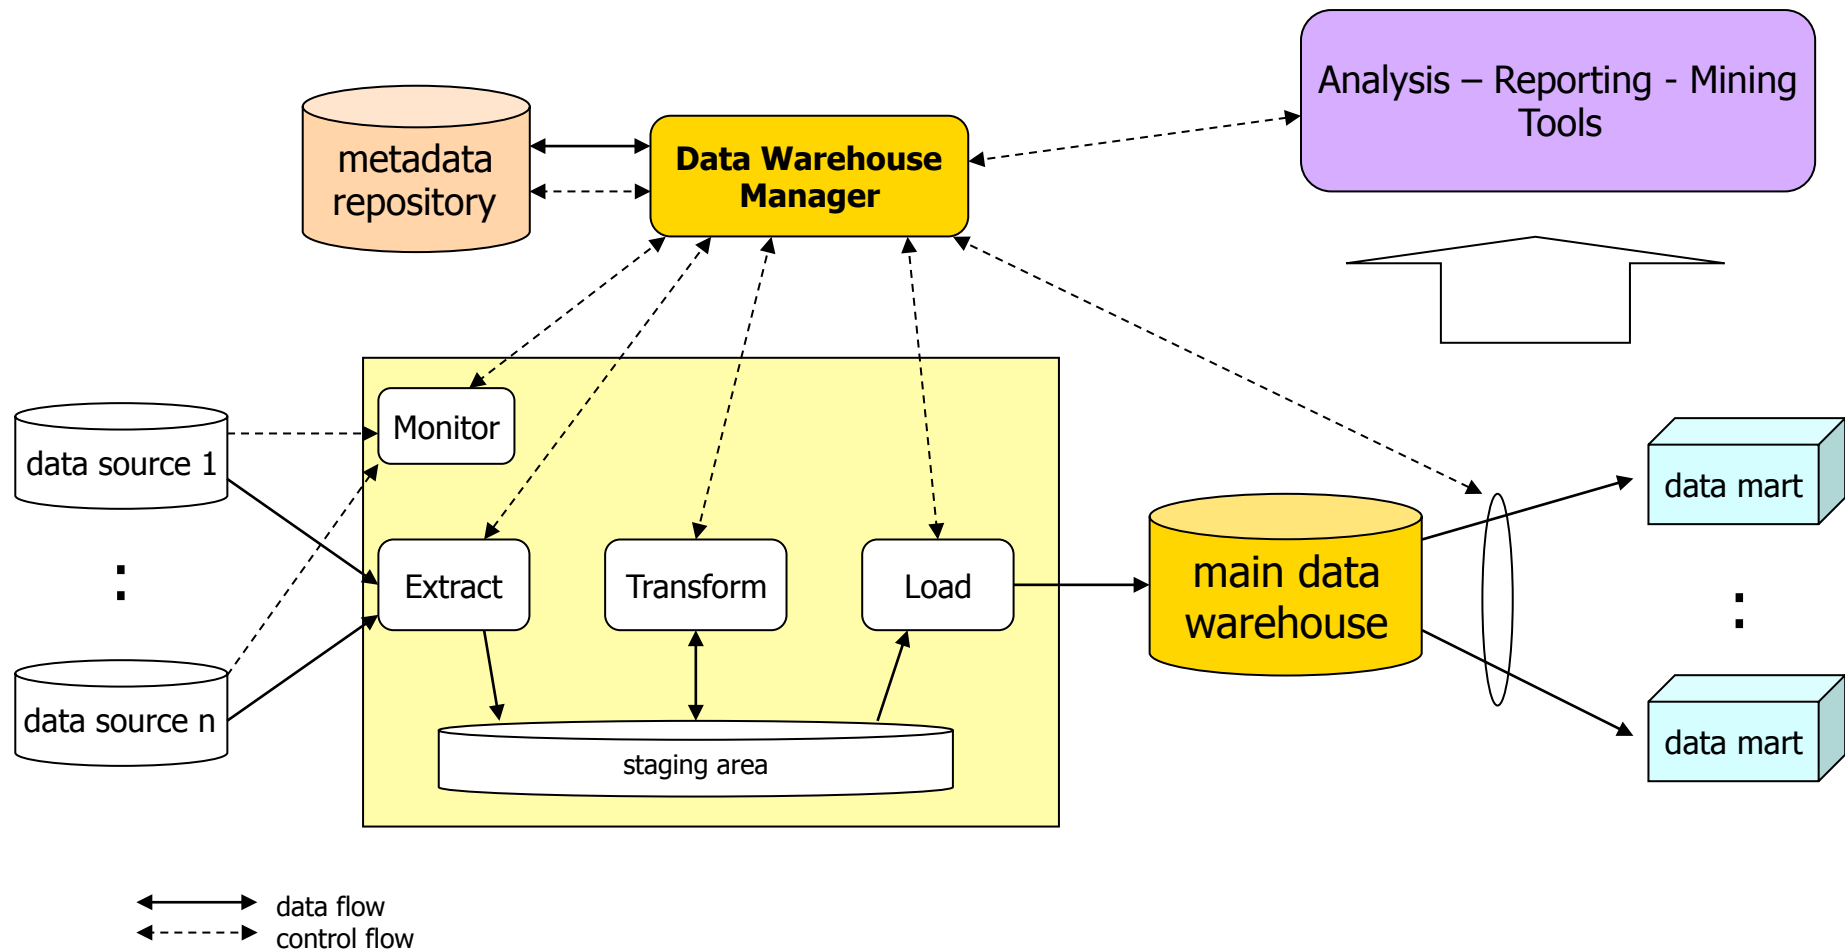 Analysis – Reporting - Mining
Tools
metadata
repository
Data Warehouse
Manager
Monitor
data source 1
data mart
:
Extract
Transform
Load
main data
warehouse
:
data source n
staging area
data mart
data flow
control flow